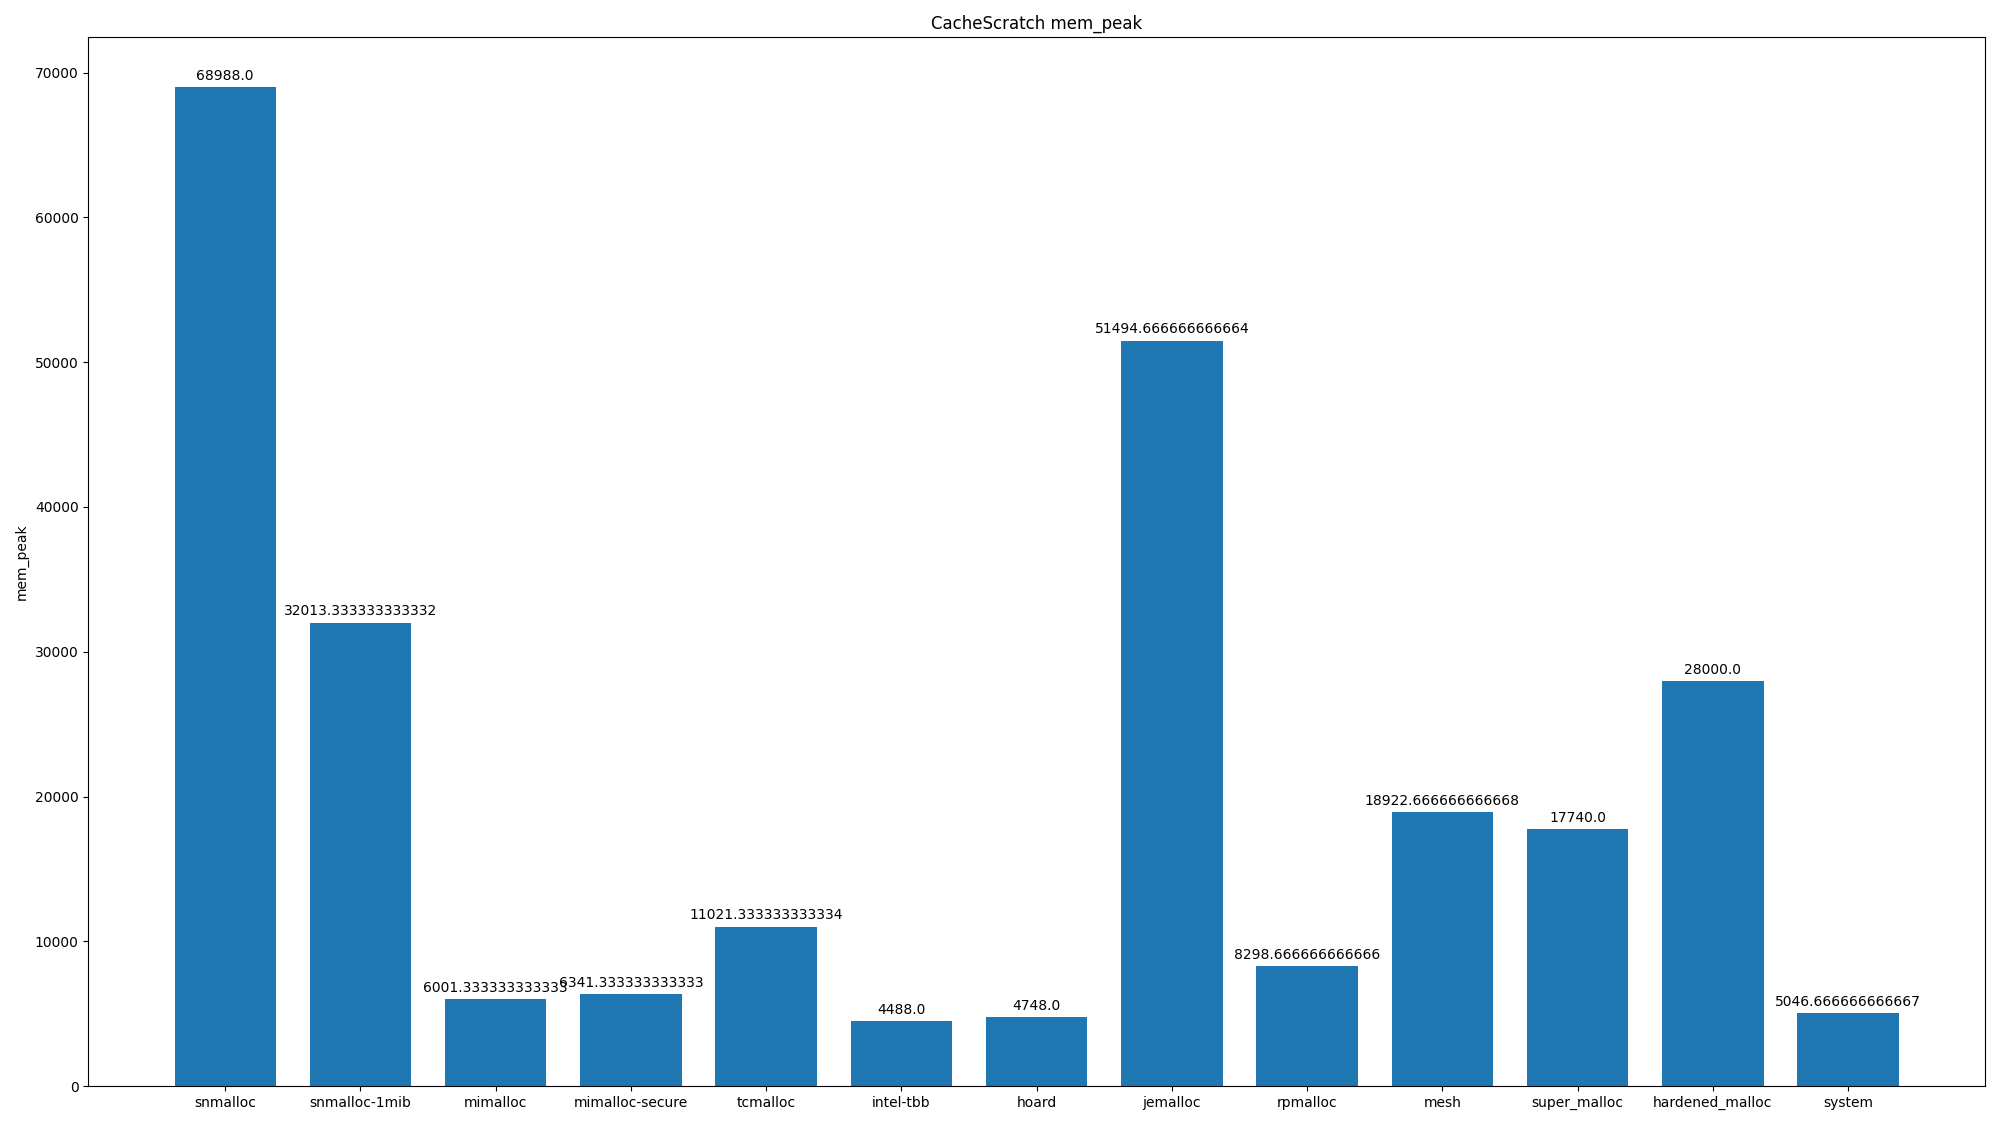 CacheScratch mem_peak
70000
60000
50000
40000
30000
20000
10000
0
mem_peak
68988.0
32013.333333333332
6001.333333333333
6341.333333333333
11021.333333333334
4488.0
4748.0
51494.666666666664
8298.666666666666
18922.666666666668
17740.0
28000.0
5046.666666666667
snmalloc
snmalloc-1mib
mimalloc
mimalloc-secure
tcmalloc
intel-tbb
hoard
jemalloc
rpmalloc
mesh
super_malloc
hardened_malloc
system